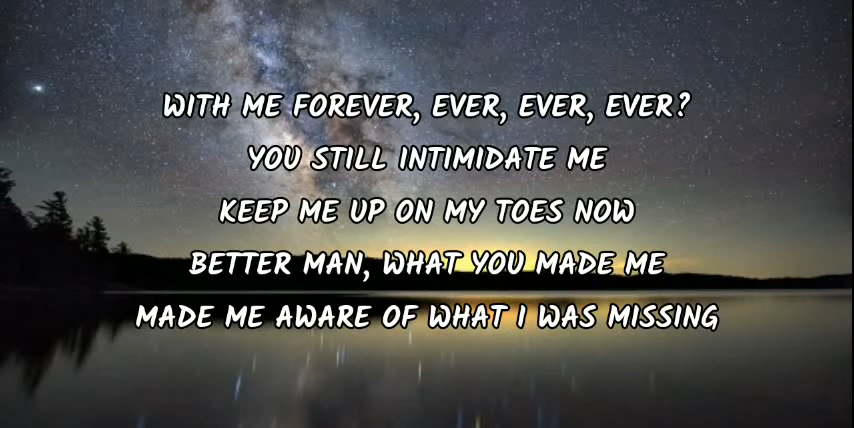 WITH ME FOREVER, EVER, EVER, EVER?
YOU STILL INTIMIDATE ME
KEEP ME UP ON MY TOES NOW
BETTER MAN, WHAT YOU MADE ME
MADE ME AWARE OF WHAT I WAS MISSING